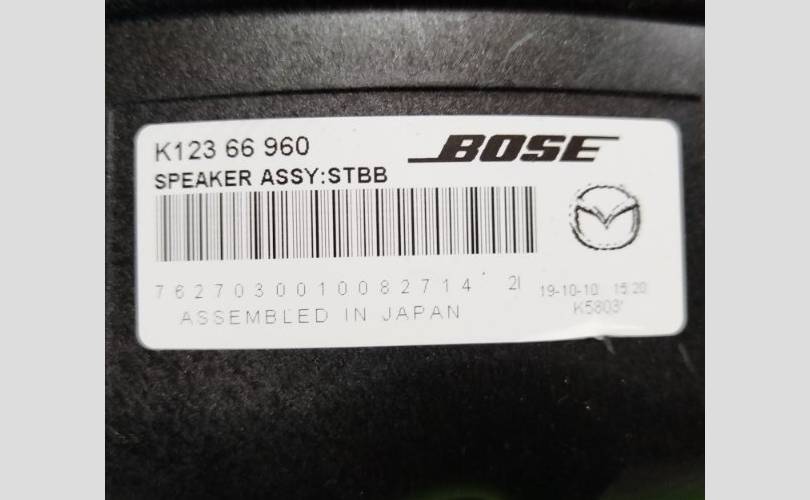 K123 66 960 BOSE
SPEAKER ASSY:STBB
7627030010082714 2I 19-10-10 15:20
K5803
ASSEMBLED IN JAPAN